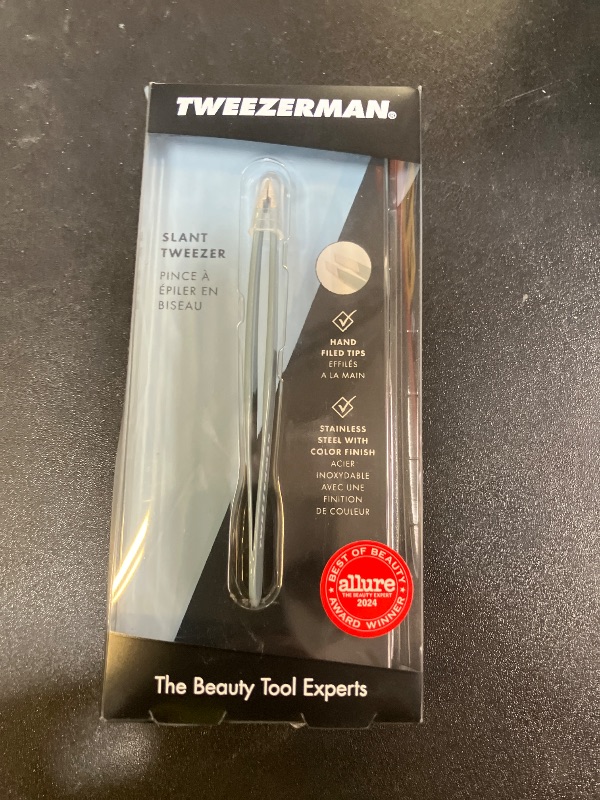 TWEEZERMAN®
SLANT
TWEEZER
PINCE À
ÉPILER EN
BISEAU
HAND
FILED TIPS
EFFILÉS
A LA MAIN
STAINLESS
STEEL WITH
COLOR FINISH
ACIER
INOXYDABLE
AVEC UNE
FINITION
DE COULEUR
BEST OF BEAUTY
allure
THE BEAUTY EXPERT
2024
AWARD WINNER
The Beauty Tool Experts